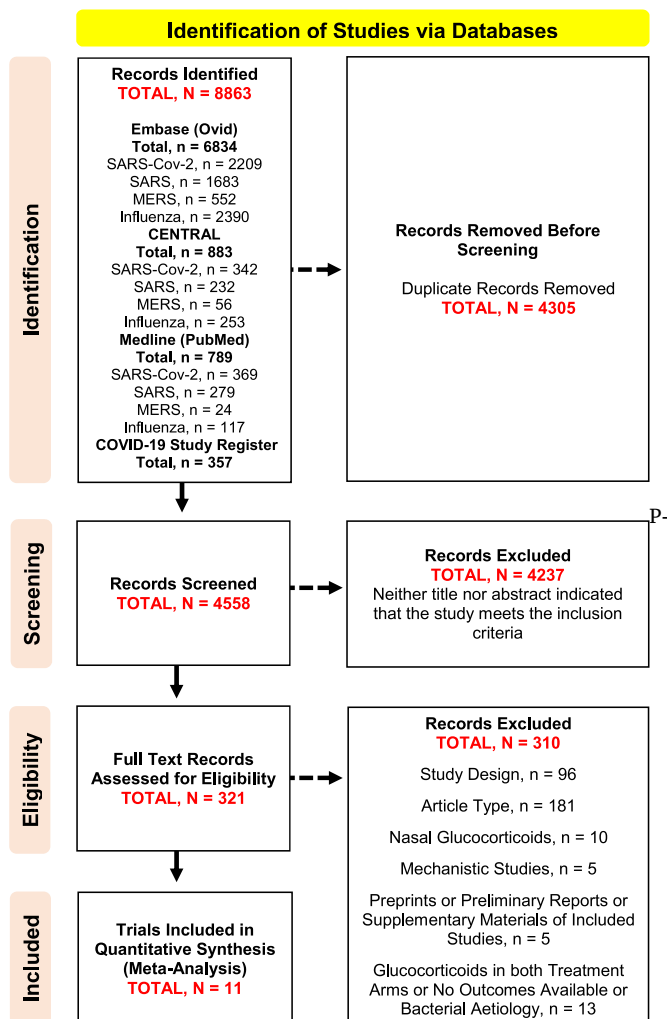 Identification of Studies via Databases
Identification
Records Identified
TOTAL, N = 8863
Embase (Ovid)
Total, n = 6834
SARS-Cov-2, n = 2209
SARS, n = 1683
MERS, n = 552
Influenza, n = 2390
CENTRAL
Total, n = 883
SARS-Cov-2, n = 342
SARS, n = 232
MERS, n = 56
Influenza, n = 253
Medline (PubMed)
Total, n = 789
SARS-Cov-2, n = 369
SARS, n = 279
MERS, n = 24
Influenza, n = 117
COVID-19 Study Register
Total, n = 357
Records Removed Before
Screening
Duplicate Records Removed
TOTAL, N = 4305
P-
Screening
Records Screened
TOTAL, N = 4558
Records Excluded
TOTAL, N = 4237
Neither title nor abstract indicated
that the study meets the inclusion
criteria
Eligibility
Full Text Records
Assessed for Eligibility
TOTAL, N = 321
Records Excluded
TOTAL, N = 310
Study Design, n = 96
Article Type, n = 181
Nasal Glucocorticoids, n = 10
Mechanistic Studies, n = 5
Preprints or Preliminary Reports or
Supplementary Materials of Included
Studies, n = 5
Glucocorticoids in both Treatment
Arms or No Outcomes Available or
Bacterial Aetiology, n = 13
Included
Trials Included in
Quantitative Synthesis
(Meta-Analysis)
TOTAL, N = 11